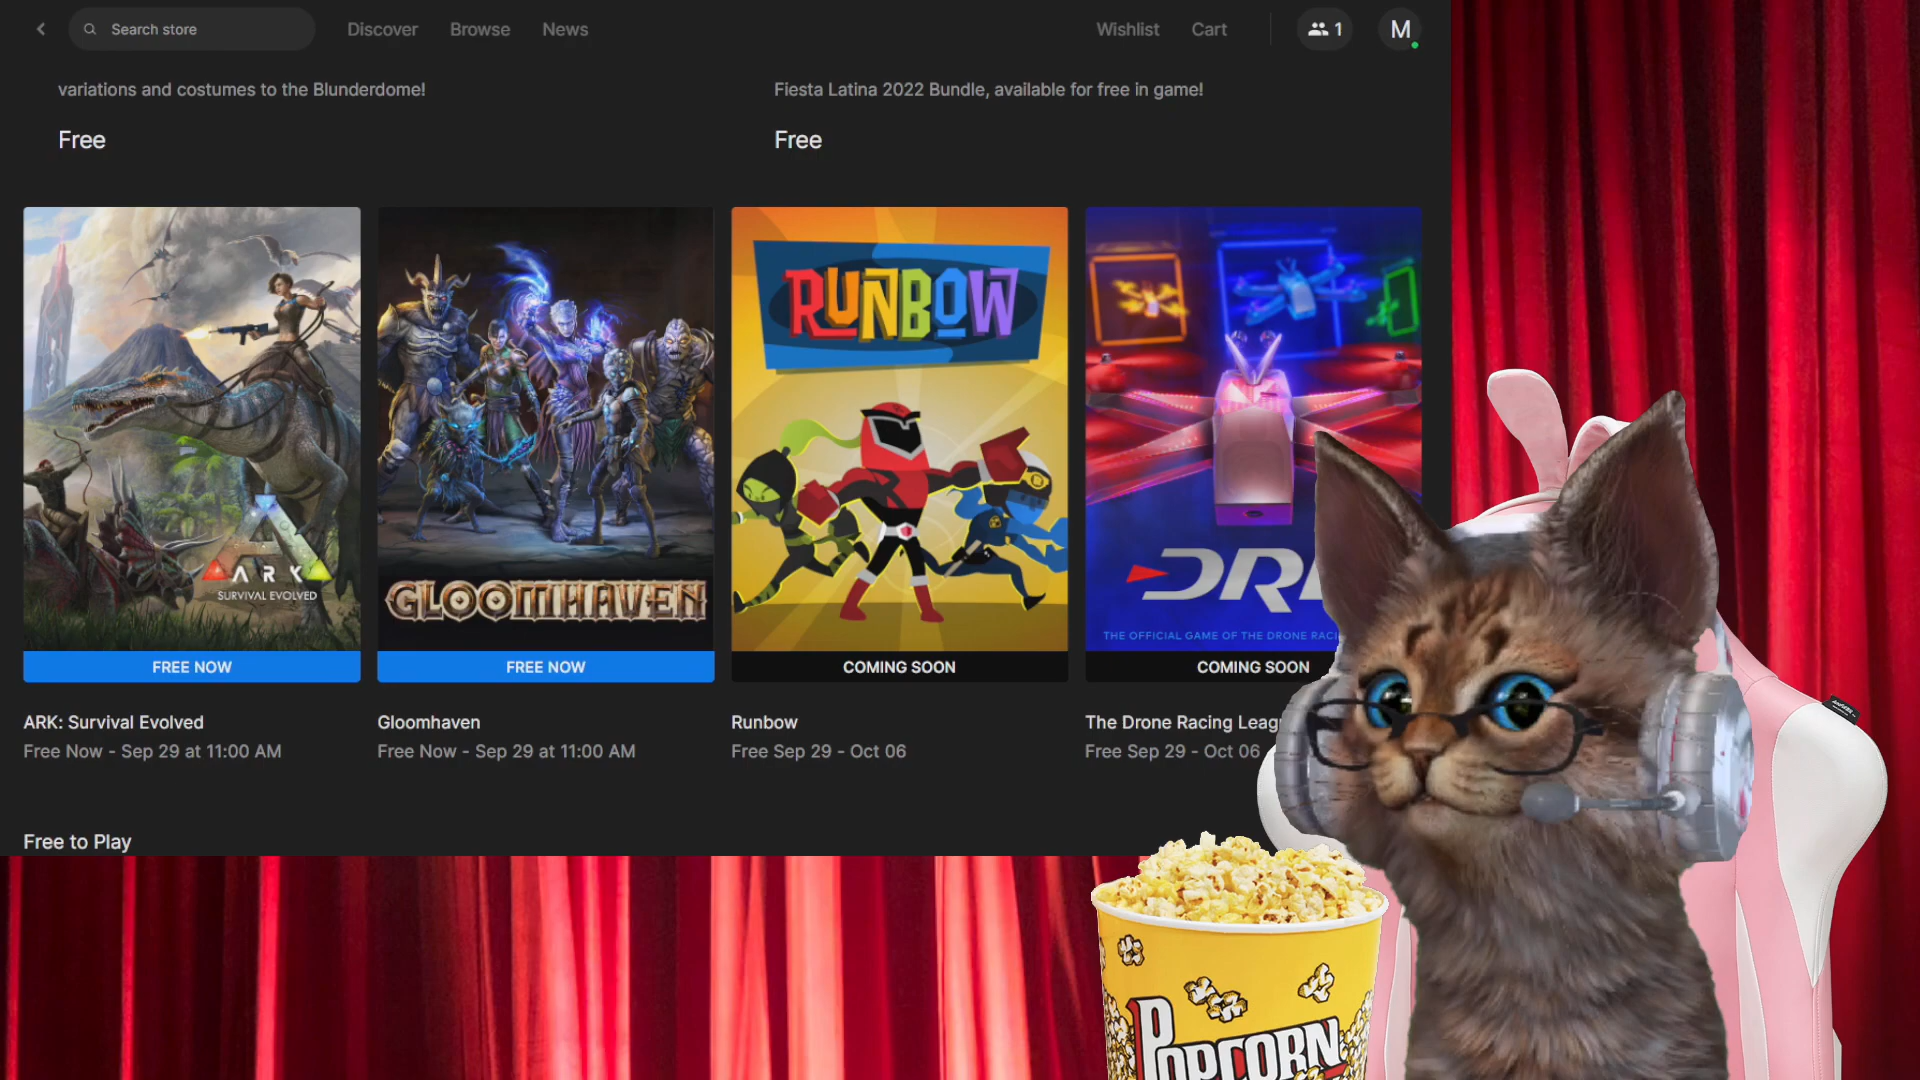 Search store
Discover
Browse
News
Wishlist
Cart
1
M
variations and costumes to the Blunderdome!
Fiesta Latina 2022 Bundle, available for free in game!
Free
Free
ARK
SURVIVAL EVOLVED
GLOOMHAVEN
RUNBOW
DRL
THE OFFICIAL GAME OF THE DRONE RACI
FREE NOW
FREE NOW
COMING SOON
COMING SOON
ARK: Survival Evolved
Gloomhaven
Runbow
The Drone Racing Leag
Free Now - Sep 29 at 11:00 AM
Free Now - Sep 29 at 11:00 AM
Free Sep 29 - Oct 06
Free Sep 29 - Oct 06
Free to Play
POPCORN